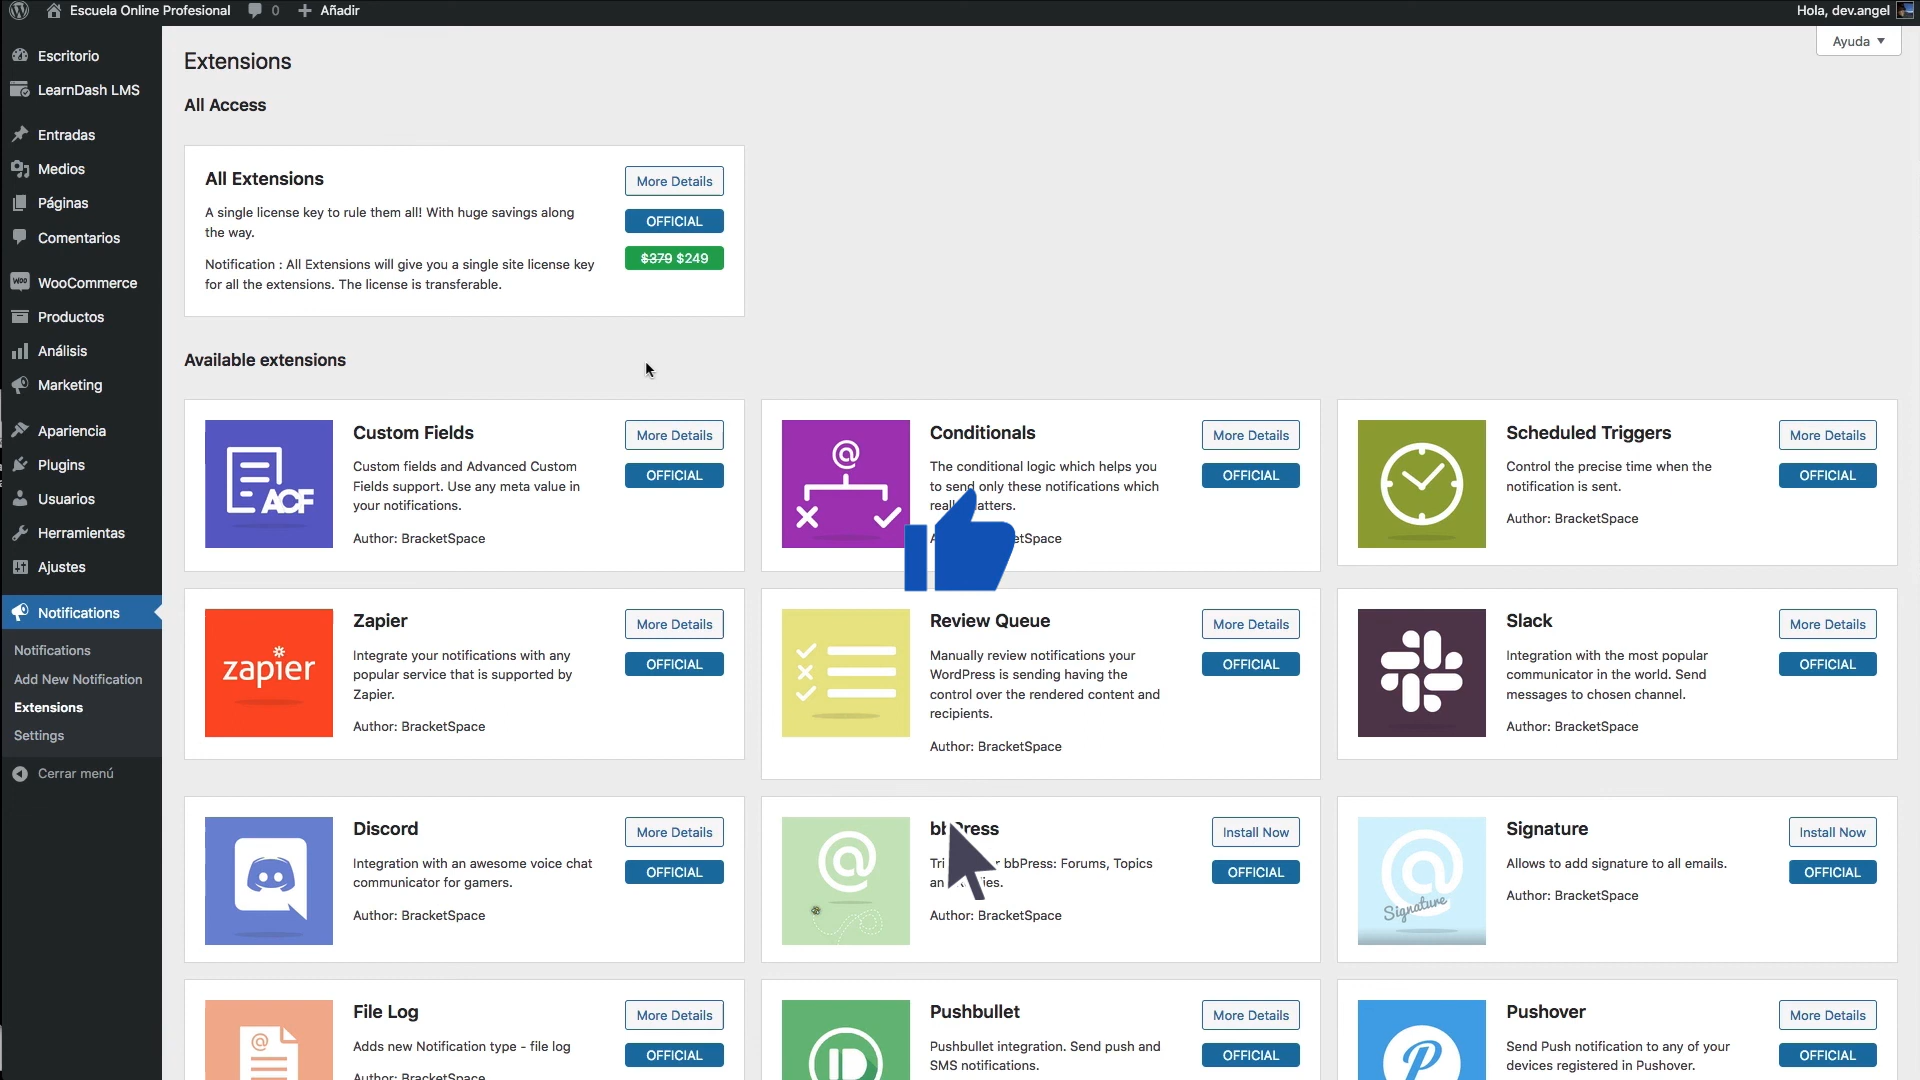 Escuela Online Profesional
0
Añadir
Hola, dev.angel
Ayuda
Escritorio
LearnDash LMS
Entradas
Medios
Páginas
Comentarios
WOO
WooCommerce
Productos
Análisis
Marketing
Apariencia
Plugins
Usuarios
Herramientas
Ajustes
Notifications
Notifications
Add New Notification
Extensions
Settings
Cerrar menú
Extensions
All Access
All Extensions
More Details
A single license key to rule them all! With huge savings along
the way.
OFFICIAL
Notification : All Extensions will give you a single site license key
for all the extensions. The license is transferable.
$379 $249
Available extensions
ACF
Custom Fields
More Details
Custom fields and Advanced Custom
Fields support. Use any meta value in
your notifications.
OFFICIAL
Author: BracketSpace
@
Conditionals
More Details
The conditional logic which helps you
to send only these notifications which
OFFICIAL
Scheduled Triggers
More Details
Control the precise time when the
notification is sent.
OFFICIAL
Author: BracketSpace
zapier
Zapier
More Details
Integrate your notifications with any
popular service that is supported by
Zapier.
OFFICIAL
Author: BracketSpace
Review Queue
More Details
Manually review notifications your
WordPress is sending having the
control over the rendered content and
recipients.
OFFICIAL
Author: BracketSpace
Slack
More Details
Integration with the most popular
communicator in the world. Send
messages to chosen channel.
OFFICIAL
Author: BracketSpace
Discord
More Details
Integration with an awesome voice chat
communicator for gamers.
OFFICIAL
Author: BracketSpace
@
bbPress
Install Now
bbPress: Forums, Topics
OFFICIAL
Author: BracketSpace
@
Signature
Signature
Install Now
Allows to add signature to all emails.
OFFICIAL
Author: BracketSpace
@
File Log
More Details
Adds new Notification type - file log
OFFICIAL
Author: BracketSpace
Pushbullet
More Details
Pushbullet integration. Send push and
SMS notifications.
OFFICIAL
P
Pushover
More Details
Send Push notification to any of your
devices registered in Pushover.
OFFICIAL